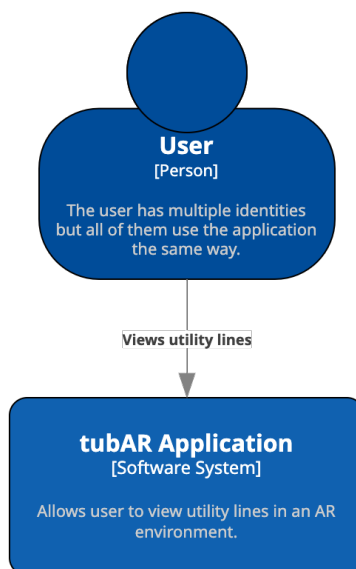 User
[Person]
The user has multiple identities
but all of them use the application
the same way.
Views utility lines
tubAR Application
[Software System]
Allows user to view utility lines in an AR
environment.